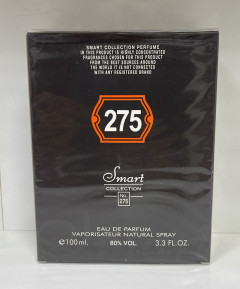 SMART COLLECTION PERFUME
IN THIS PRODUCT IS HIGHLY CONCENTRATED
FRAGRANCES CHOSEN FOR THIS PRODUCT
FROM THE BEST SOURCES AROUND
THE WORLD IT IS NOT CONNECTED
WITH ANY REGISTERED BRAND
275
Smart
COLLECTION
No.
275
EAU DE PARFUM
VAPORISATEUR NATURAL SPRAY
e100ml. 80% VOL. 3.3 FL.OZ.